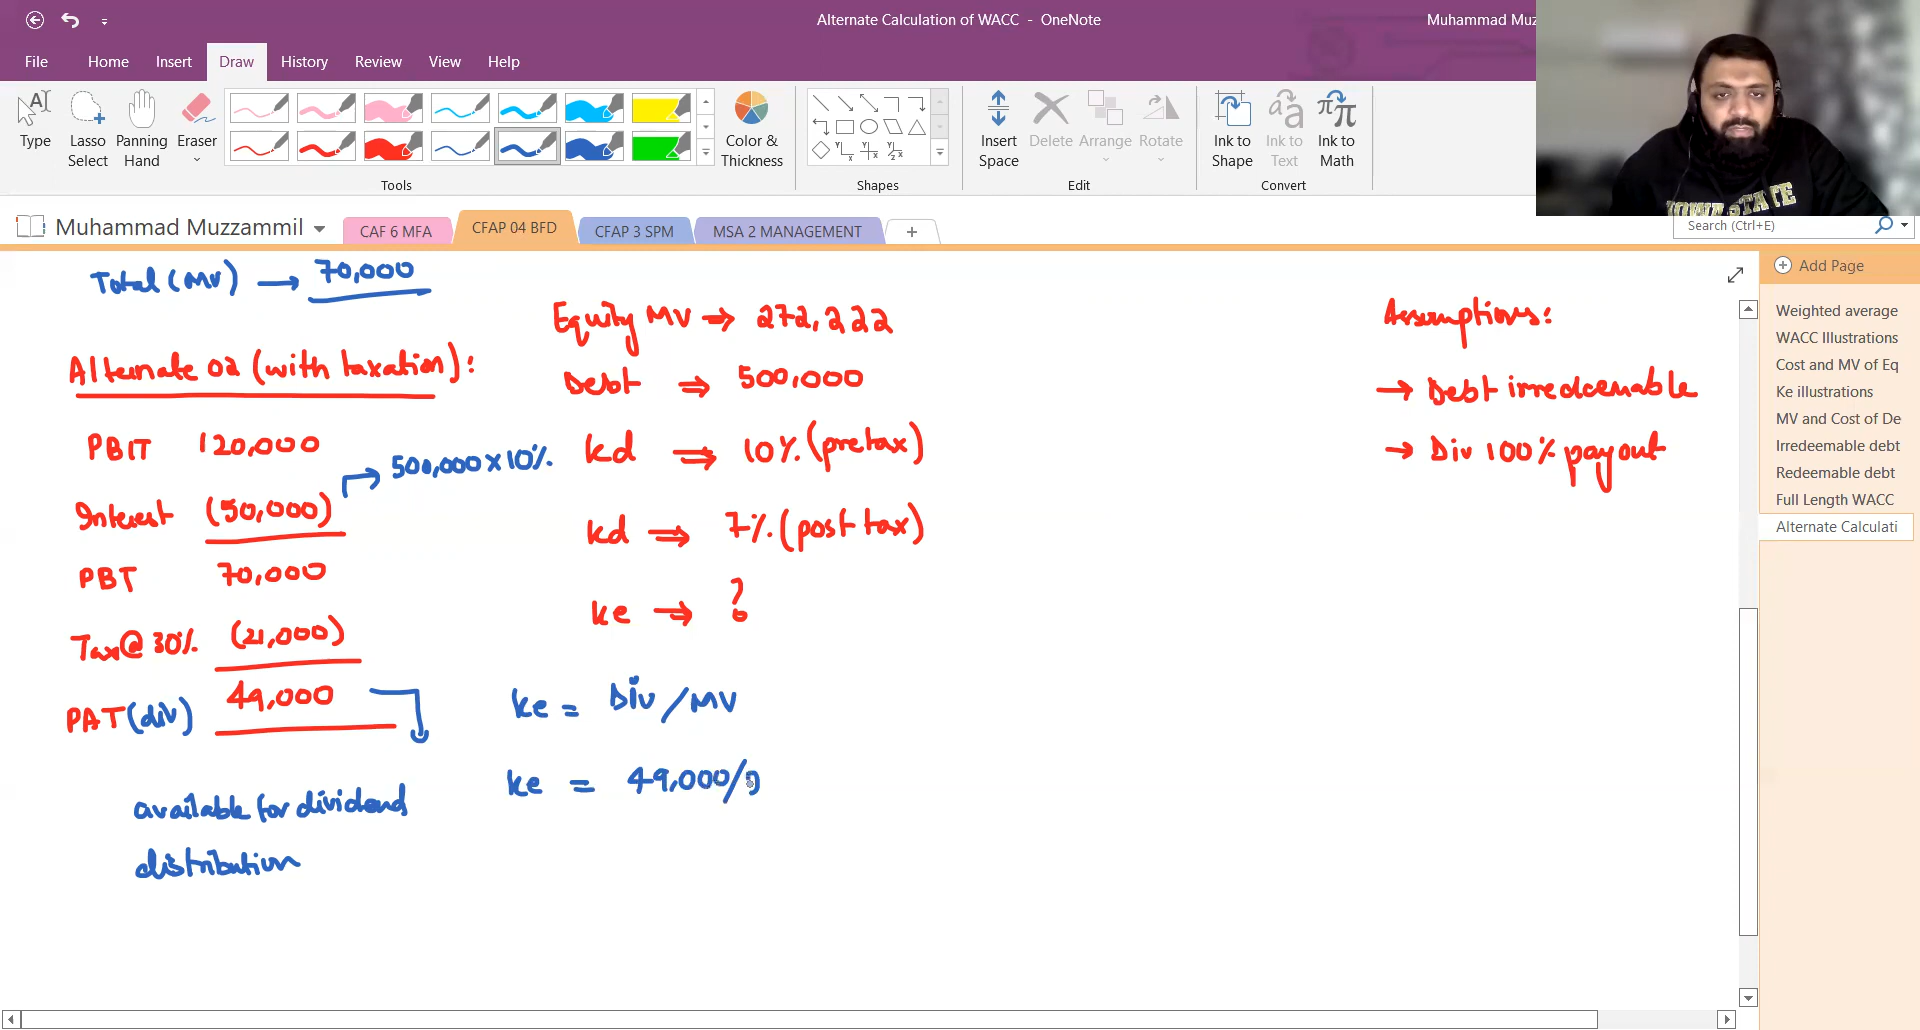 Alternate Calculation of WACC - OneNote
Muhammad Muz
File Home Insert Draw History Review View Help
Type
Lasso Select
Panning Hand
Eraser
Color & Thickness
Insert Space
Delete
Arrange
Rotate
Ink to Shape
Ink to Text
Ink to Math
Tools
Shapes
Edit
Convert
IOWA STATE
Muhammad Muzzammil
CAF 6 MFA
CFAP 04 BFD
CFAP 3 SPM
MSA 2 MANAGEMENT
Search (Ctrl+E)
Add Page
Weighted average
WACC Illustrations
Cost and MV of Eq
Ke illustrations
MV and Cost of De
Irredeemable debt
Redeemable debt
Full Length WACC
Alternate Calculati
Total (MV) → 70,000
Alternate 02 (with taxation):
PBIT 120,000
Interest (50,000) → 500,000 × 10%
PBT 70,000
Tax@ 30% (21,000)
PAT (div) 49,000
available for dividend
distribution
Equity MV ⇒ 272,222
Debt ⇒ 500,000
kd ⇒ 10% (pretax)
kd ⇒ 7% (post tax)
ke ⇒ ?
ke = Div/MV
ke = 49,000/
Assumptions:
→ Debt irredeemable
→ Div 100% payout